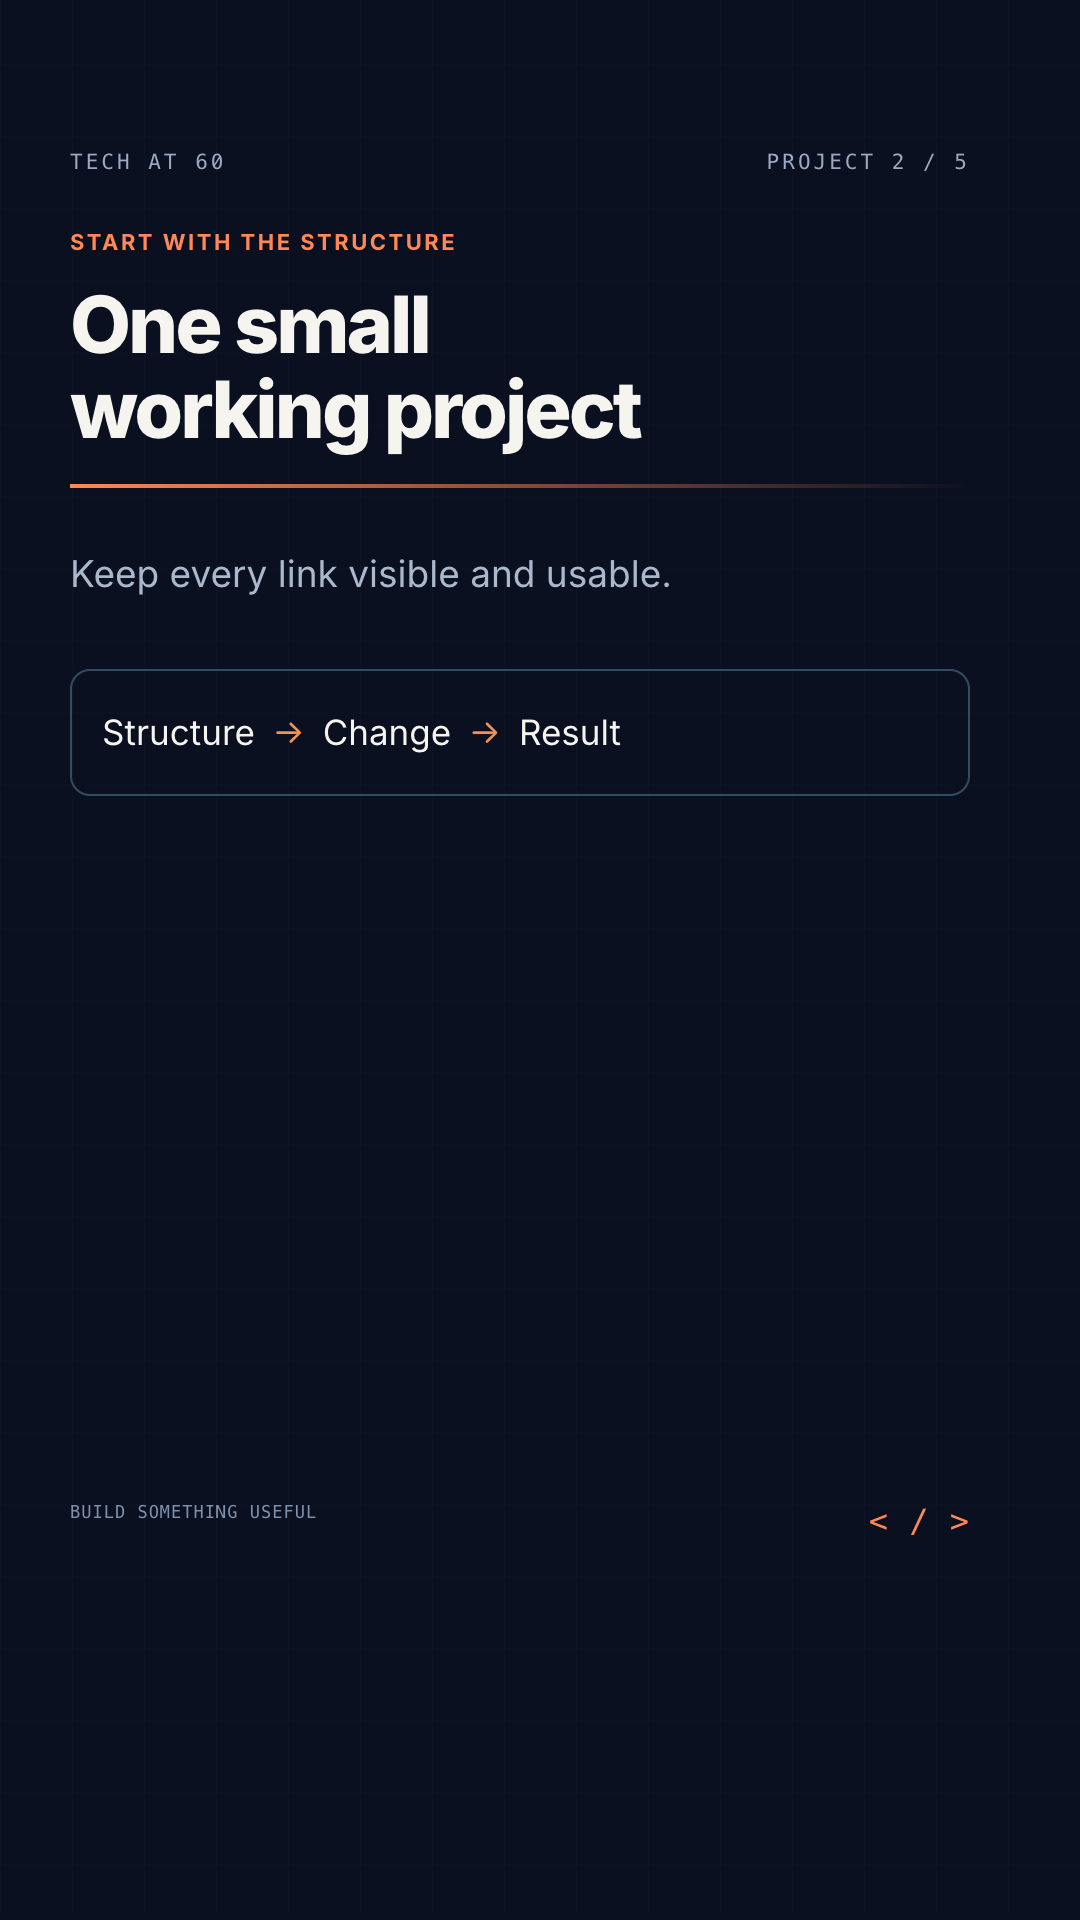 TECH AT 60
PROJECT 2 / 5
START WITH THE STRUCTURE
One small
working project
Keep every link visible and usable.
Structure → Change → Result
BUILD SOMETHING USEFUL
< / >